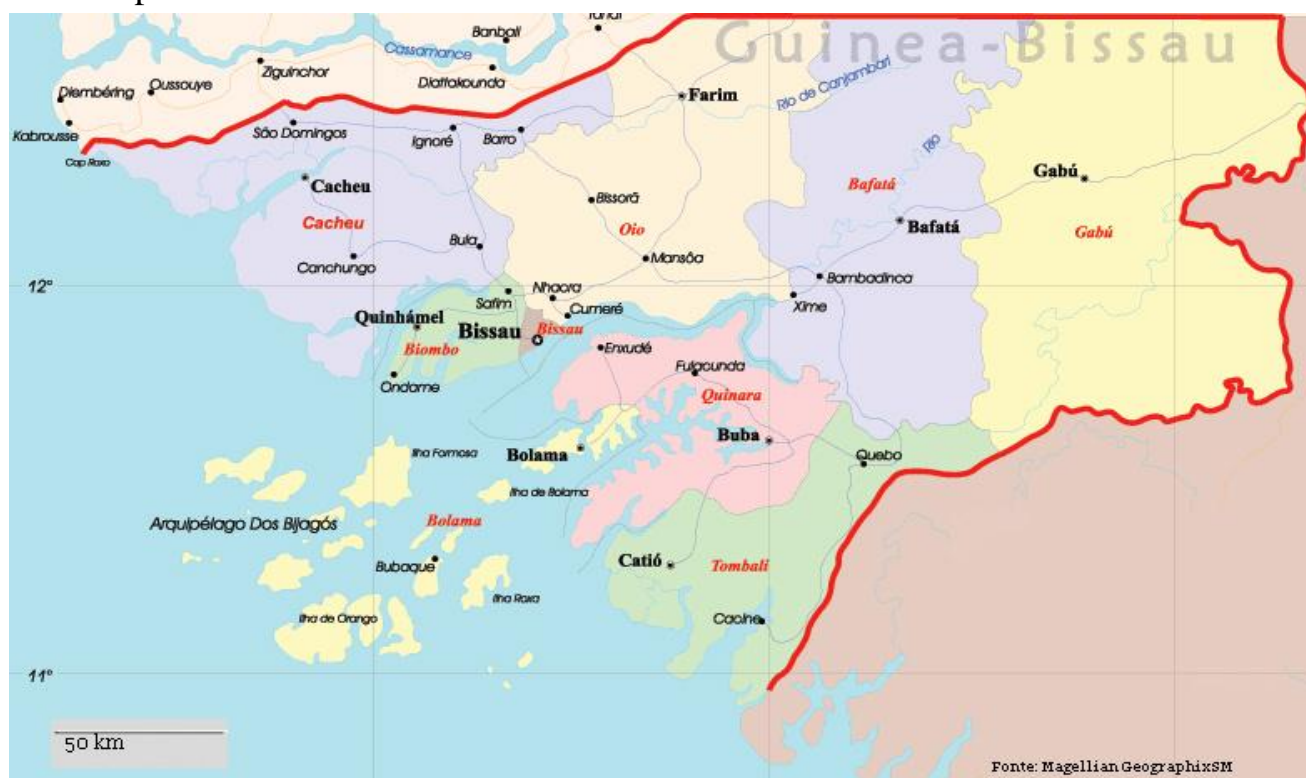 Guinea-Bissau
Banbali
Cassamance
Ziguinchor
Diattakounda
Oussouye
Diembéring
Kabrousse
Cap Roxo
São Domingos
Ignoré
Barro
Farim
Rio de Canjambari
Rio
Cacheu
Cacheu
Bissorã
Oio
Bafatá
Gabú
Bafatá
Gabú
Bula
Canchungo
Mansôa
Bambadinca
12°
Safim
Nhacra
Cumeré
Xime
Quinhámel
Bissau
Bissau
Biombo
Enxudé
Ondame
Fulacunda
Quinara
Buba
Bolama
Quebo
Ilha Formosa
Ilha de Bolama
Arquipélago Dos Bijagós
Bolama
Bubaque
Catió
Tombali
Ilha Roxa
Ilha de Orango
Cacine
11°
50 km
Fonte: Magellian GeographixSM